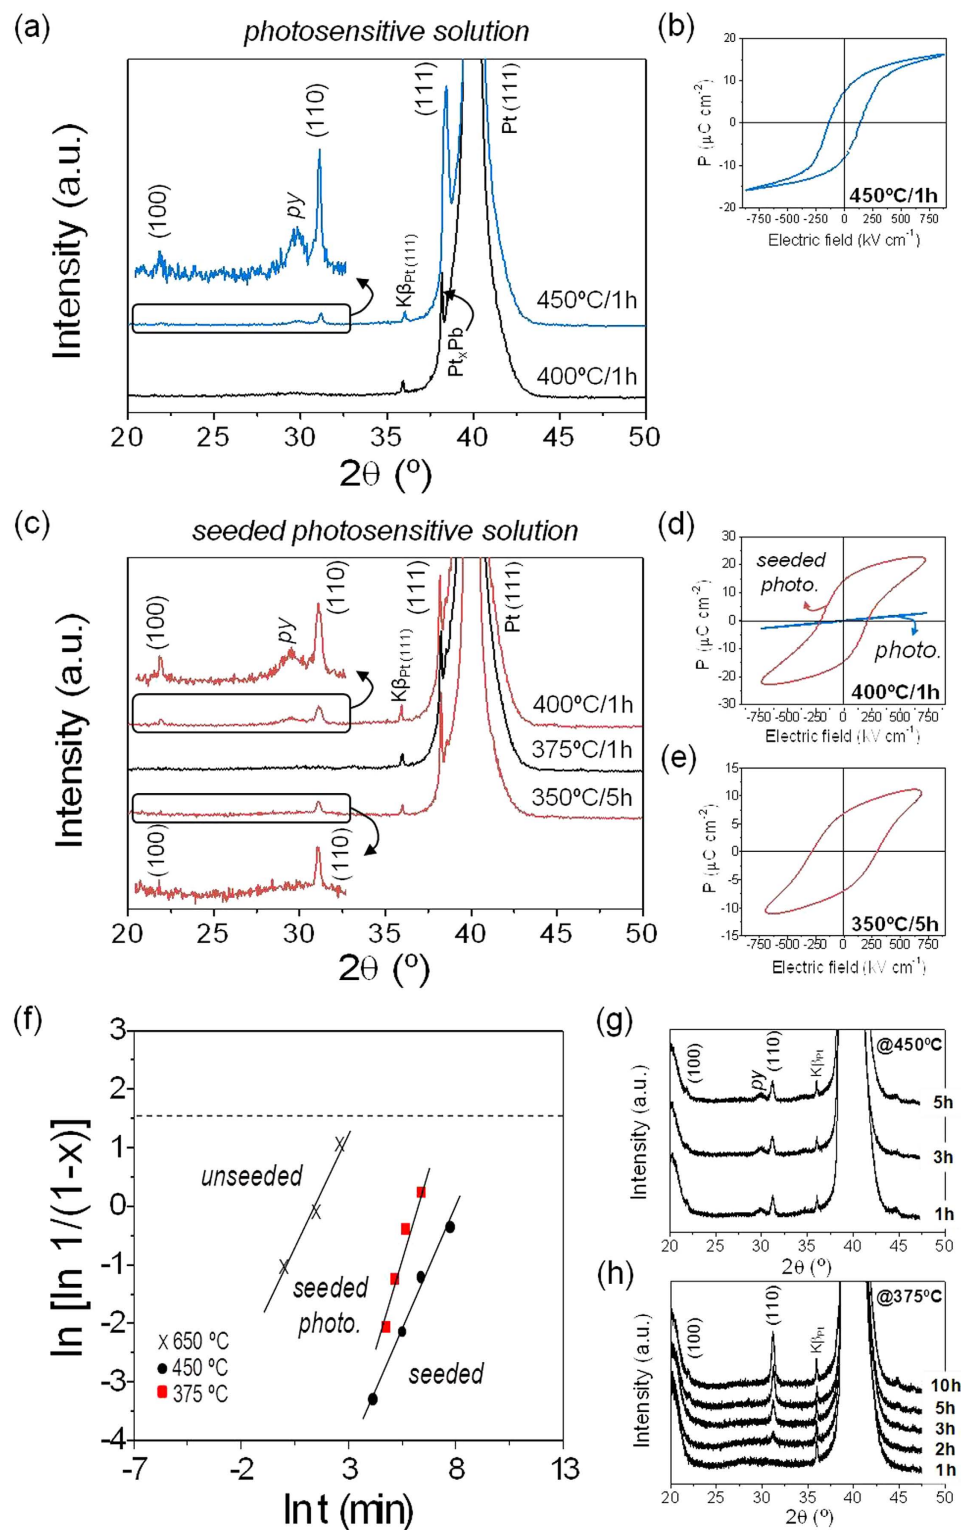 (a)
photosensitive solution
Intensity (a.u.)
(100)
py
(110)
KβPt (111)
(111)
PtxPb
Pt (111)
450ºC/1h
400ºC/1h
20 25 30 35 40 45 50
2θ (º)
(b)
P (μC cm-2)
20
10
0
-10
-20
450ºC/1h
-750 -500 -250 0 250 500 750
Electric field (kV cm-1)
(c)
seeded photosensitive solution
Intensity (a.u.)
(100)
py
(110)
KβPt (111)
(111)
Pt (111)
400ºC/1h
375ºC/1h
350ºC/5h
(100)
(110)
20 25 30 35 40 45 50
2θ (º)
(d)
P (μC cm-2)
30
20
10
0
-10
-20
-30
seeded
photo.
photo.
400ºC/1h
-750 -500 -250 0 250 500 750
Electric field (kV cm-1)
(e)
P (μC cm-2)
15
10
5
0
-5
-10
-15
350ºC/5h
-750 -500 -250 0 250 500 750
Electric field (kV cm-1)
(f)
ln [ln 1/(1-x)]
3
2
1
0
-1
-2
-3
-4
unseeded
seeded
photo.
seeded
X 650 ºC
450 ºC
375 ºC
-7 -2 3 8 13
ln t (min)
(g)
Intensity (a.u.)
(100)
py
(110)
KβPt
@450ºC
5h
3h
1h
20 25 30 35 40 45 50
2θ (º)
(h)
Intensity (a.u.)
(100)
(110)
KβPt
@375ºC
10h
5h
3h
2h
1h
20 25 30 35 40 45 50
2θ (º)